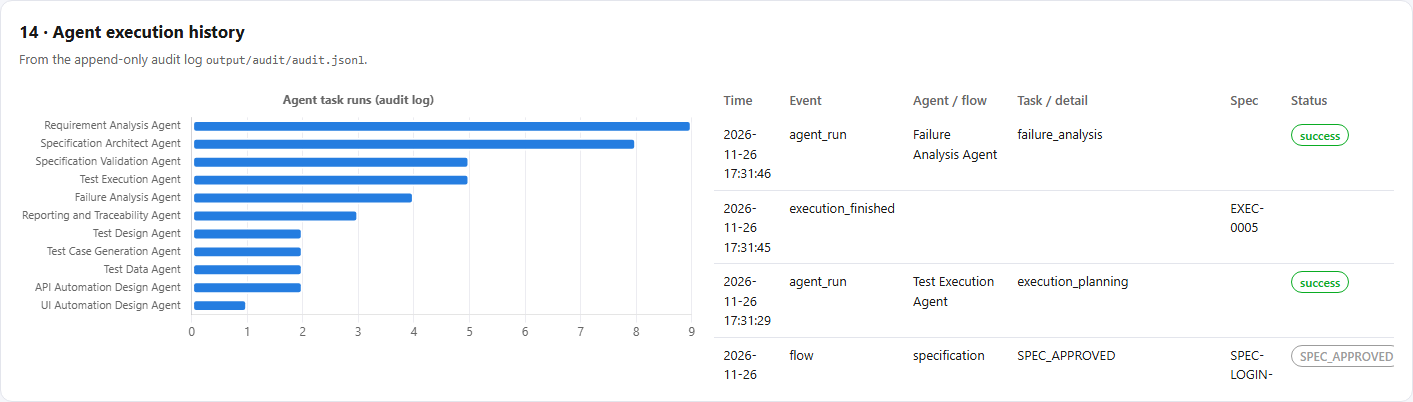 14 · Agent execution history
From the append-only audit log output/audit/audit.jsonl.
Agent task runs (audit log)
Requirement Analysis Agent
Specification Architect Agent
Specification Validation Agent
Test Execution Agent
Failure Analysis Agent
Reporting and Traceability Agent
Test Design Agent
Test Case Generation Agent
Test Data Agent
API Automation Design Agent
UI Automation Design Agent
0 1 2 3 4 5 6 7 8 9
Time Event Agent / flow Task / detail Spec Status
2026- agent_run Failure failure_analysis success
11-26 Analysis Agent
17:31:46
2026- execution_finished EXEC-
11-26 0005
17:31:45
2026- agent_run Test Execution execution_planning success
11-26 Agent
17:31:29
2026- flow specification SPEC_APPROVED SPEC- SPEC_APPROVED
11-26 LOGIN-